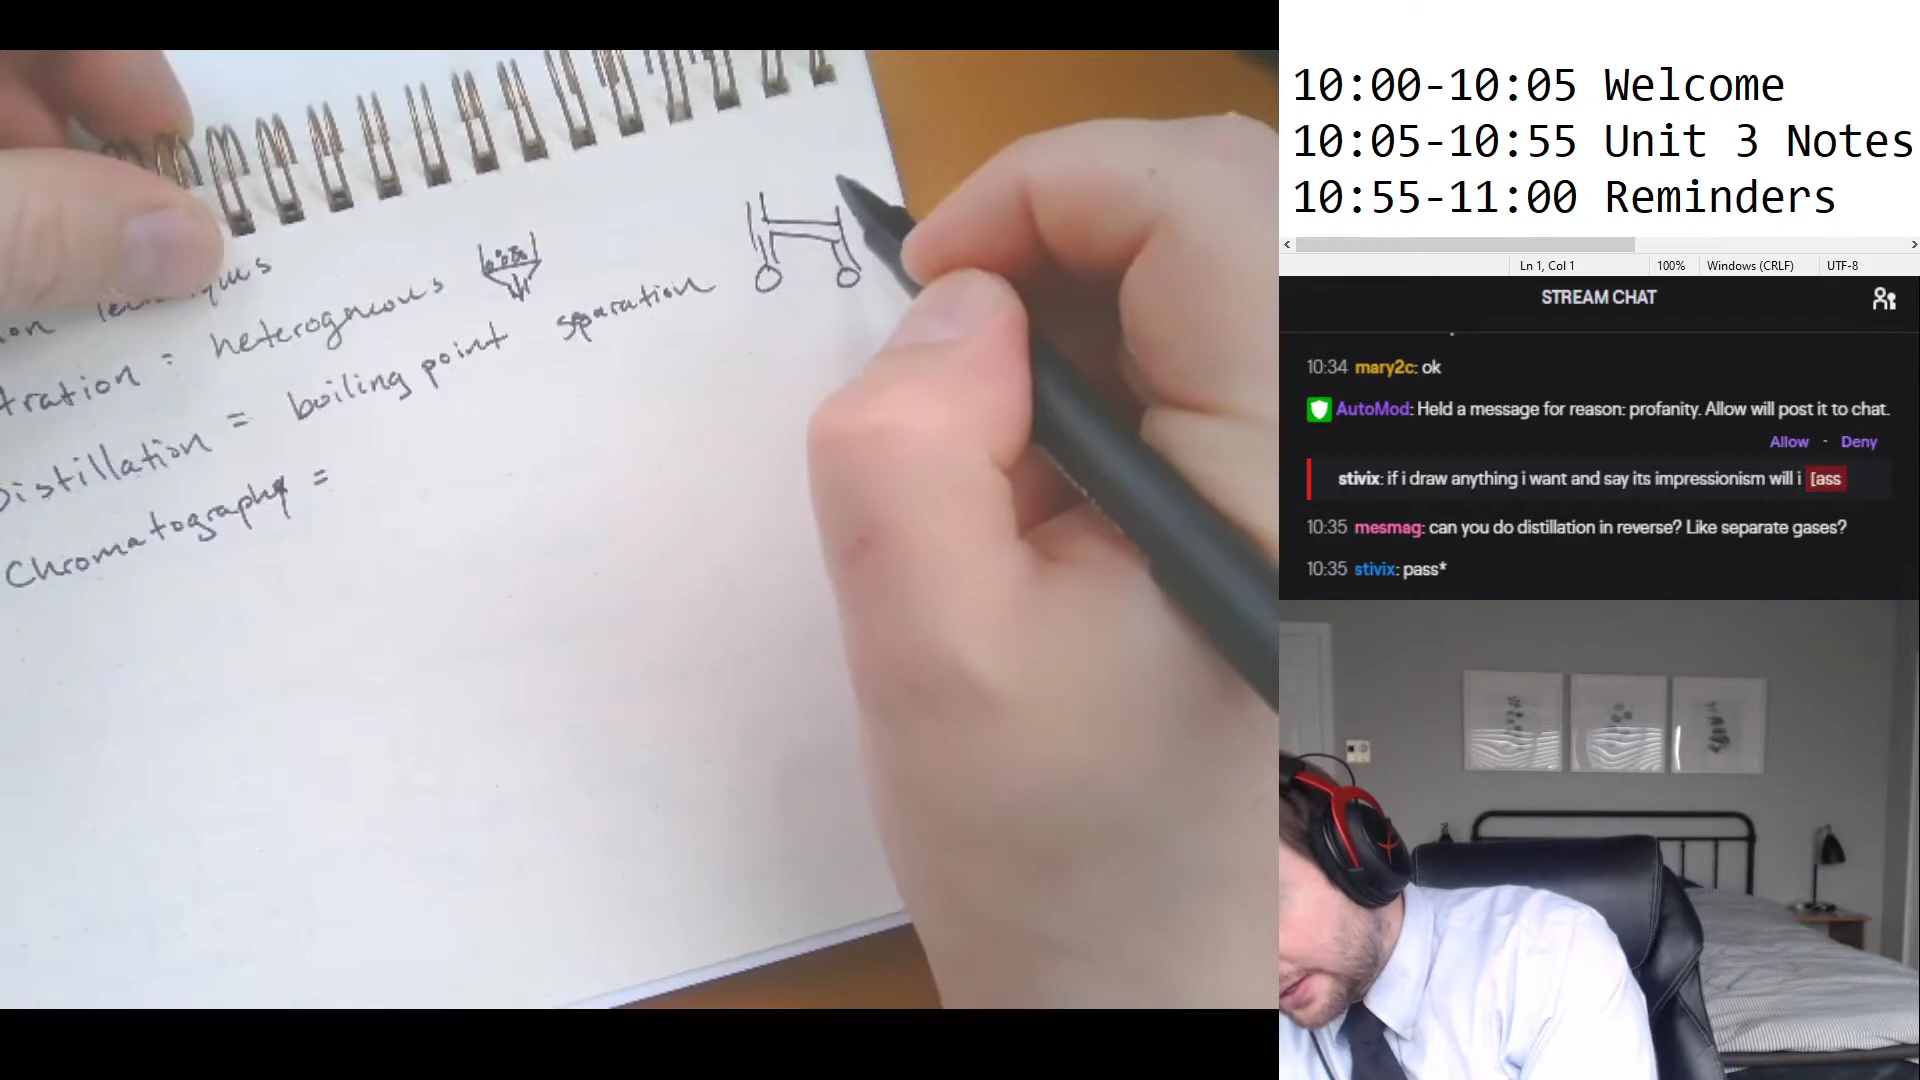 techniques
tration = heterogneous
Distillation = boiling point separation
Chromatography =
10:00-10:05 Welcome
10:05-10:55 Unit 3 Notes
10:55-11:00 Reminders
Ln 1, Col 1 100% Windows (CRLF) UTF-8
STREAM CHAT
10:34 mary2c: ok
AutoMod: Held a message for reason: profanity. Allow will post it to chat.
Allow - Deny
stivix: if i draw anything i want and say its impressionism will i [ass
10:35 mesmag: can you do distillation in reverse? Like separate gases?
10:35 stivix: pass*